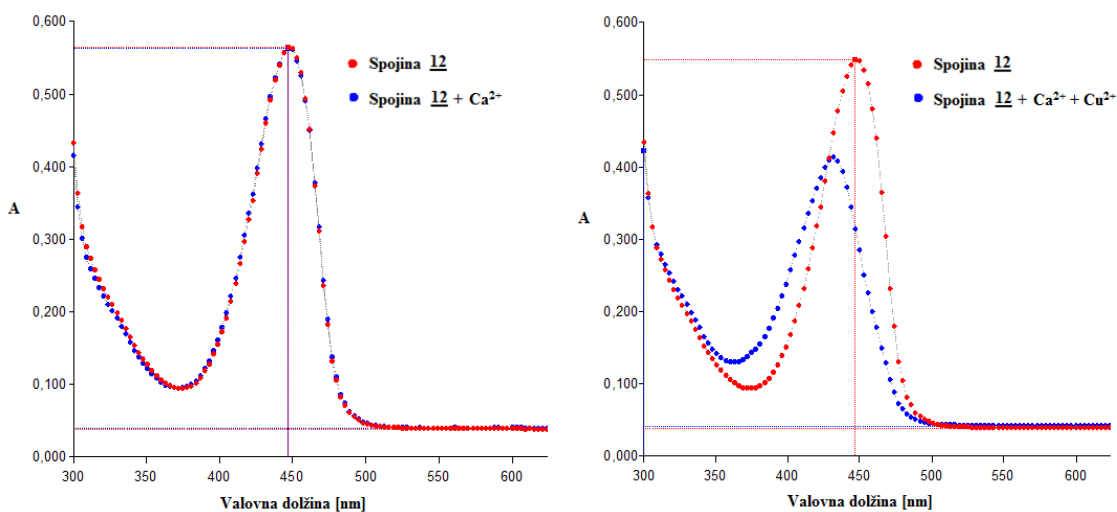 0,600
0,500
0,400
0,300
0,200
0,100
0,000
A
300 350 400 450 500 550 600
Valovna dolžina [nm]
Spojina 12
Spojina 12 + Ca²⁺
0,600
0,500
0,400
0,300
0,200
0,100
0,000
A
300 350 400 450 500 550 600
Valovna dolžina [nm]
Spojina 12
Spojina 12 + Ca²⁺ + Cu²⁺